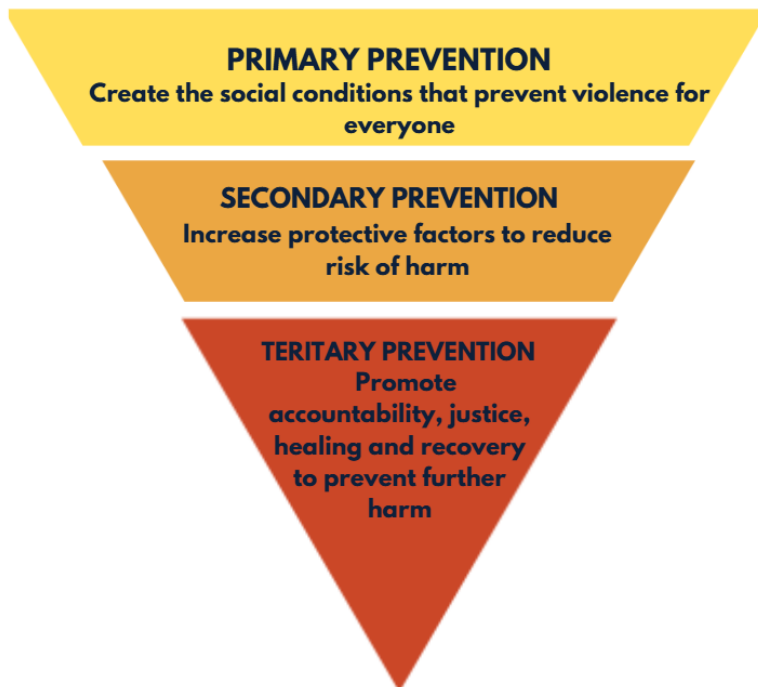 PRIMARY PREVENTION
Create the social conditions that prevent violence for
everyone
SECONDARY PREVENTION
Increase protective factors to reduce
risk of harm
TERITARY PREVENTION
Promote
accountability, justice,
healing and recovery
to prevent further
harm